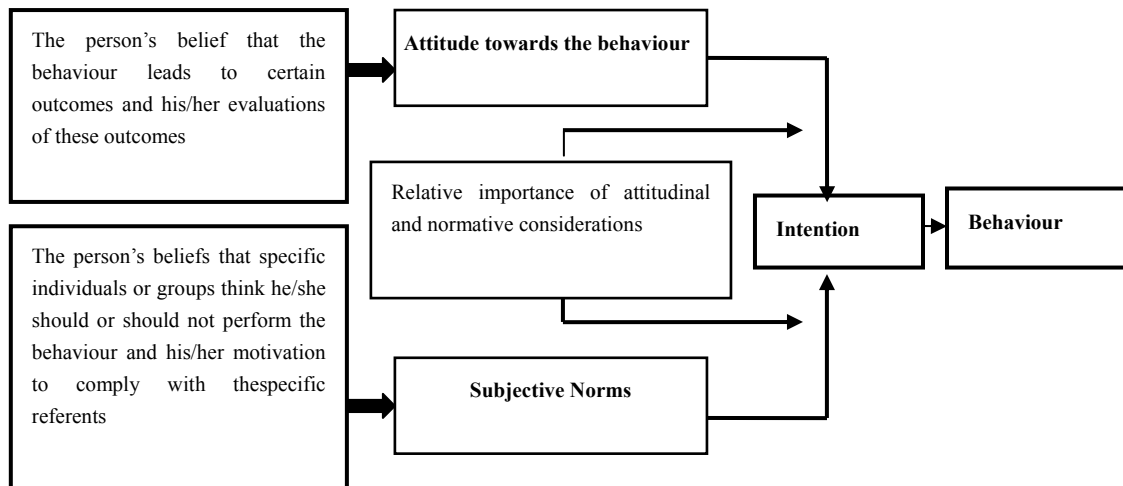 The person’s belief that the
behaviour leads to certain
outcomes and his/her evaluations
of these outcomes
Attitude towards the behaviour
Relative importance of attitudinal
and normative considerations
Intention
Behaviour
The person’s beliefs that specific
individuals or groups think he/she
should or should not perform the
behaviour and his/her motivation
to comply with thespecific
referents
Subjective Norms